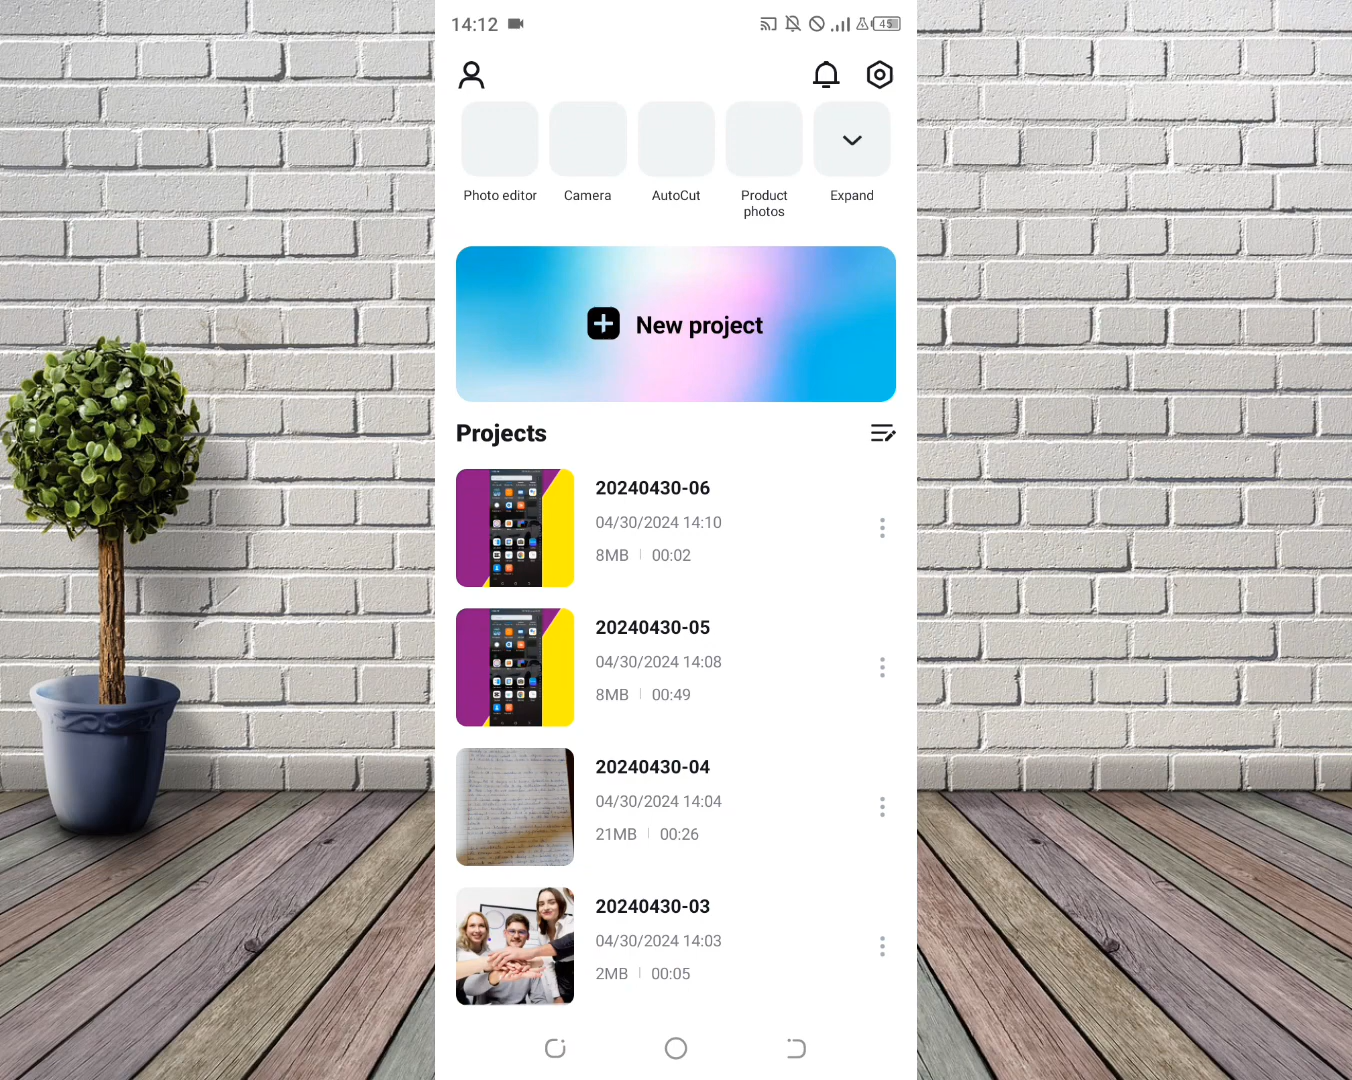 14:12
45
Photo editor
Camera
AutoCut
Product
photos
Expand
New project
Projects
20240430-06
04/30/2024 14:10
8MB | 00:02
20240430-05
04/30/2024 14:08
8MB | 00:49
20240430-04
04/30/2024 14:04
21MB | 00:26
20240430-03
04/30/2024 14:03
2MB | 00:05